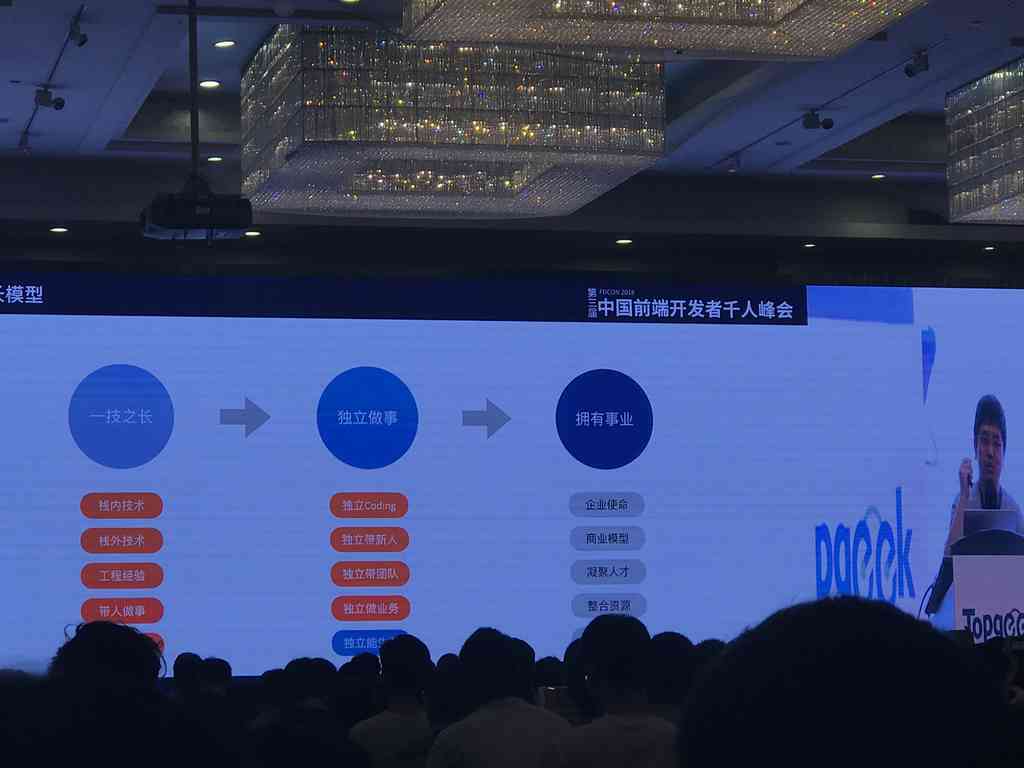 长模型
第三届
FDCON 2018
中国前端开发者千人峰会
一技之长
独立做事
拥有事业
栈内技术
栈外技术
工程经验
带人做事
独立Coding
独立带新人
独立带团队
独立做业务
独立能
企业使命
商业模型
凝聚人才
整合资源
pgeek
Topgee